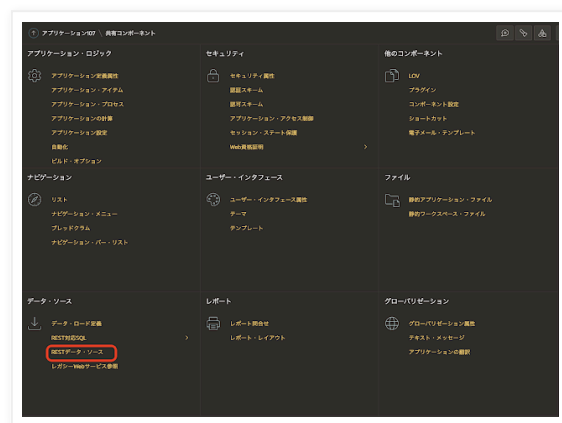 アプリケーション107 \ 共有コンポーネント
アプリケーション・ロジック
アプリケーション定義属性
アプリケーション・アイテム
アプリケーション・プロセス
アプリケーションの計算
アプリケーション設定
自動化
ビルド・オプション
セキュリティ
セキュリティ属性
認証スキーム
認可スキーム
アプリケーション・アクセス制御
セッション・ステート保護
Web資格証明
他のコンポーネント
LOV
プラグイン
コンポーネント設定
ショートカット
電子メール・テンプレート
ナビゲーション
リスト
ナビゲーション・メニュー
ブレッドクラム
ナビゲーション・バー・リスト
ユーザー・インタフェース
ユーザー・インタフェース属性
テーマ
テンプレート
ファイル
静的アプリケーション・ファイル
静的ワークスペース・ファイル
データ・ソース
データ・ロード定義
REST対応SQL
RESTデータ・ソース
レガシーWebサービス参照
レポート
レポート問合せ
レポート・レイアウト
グローバリゼーション
グローバリゼーション属性
テキスト・メッセージ
アプリケーションの翻訳